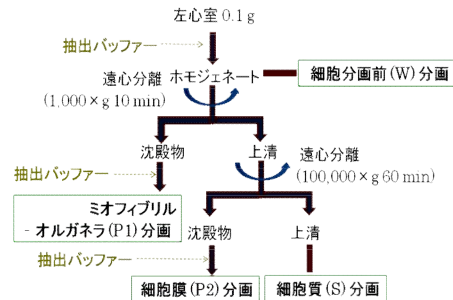 左心室 0.1 g
抽出バッファー
遠心分離 ホモジェネート
(1,000×g 10 min)
細胞分画前 (W) 分画
沈殿物
上清
遠心分離
(100,000×g 60 min)
抽出バッファー
ミオフィブリル
- オルガネラ (P1) 分画
沈殿物
上清
抽出バッファー
細胞膜 (P2) 分画
細胞質 (S) 分画